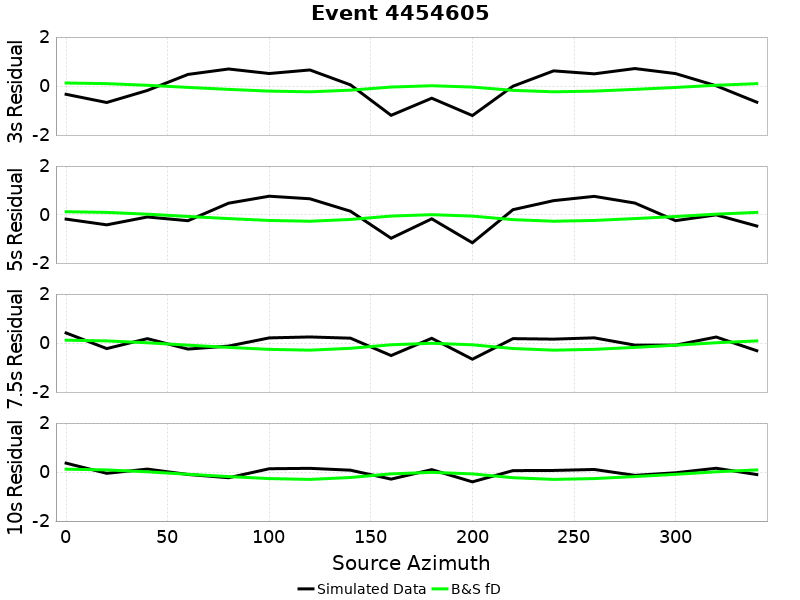 Event 4454605
3s Residual
2
0
-2
5s Residual
2
0
-2
7.5s Residual
2
0
-2
10s Residual
2
0
-2
0 50 100 150 200 250 300
Source Azimuth
Simulated Data B&S fD